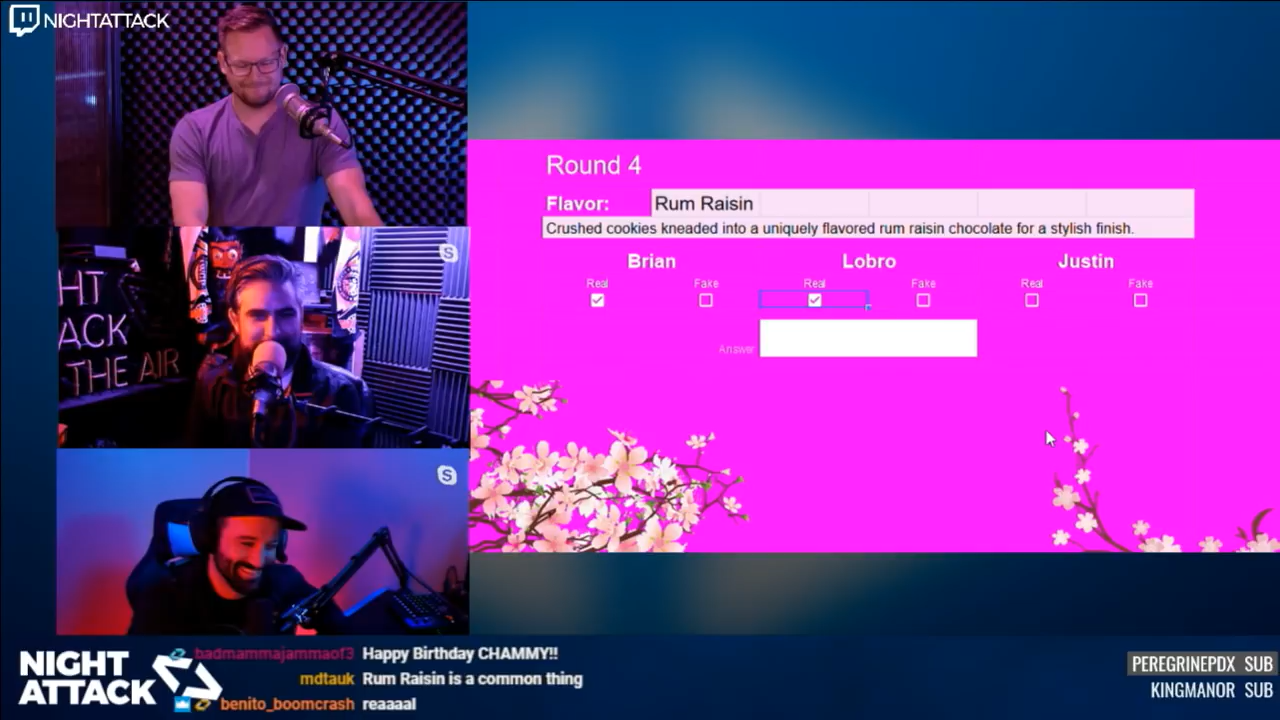 NIGHTATTACK
Round 4
Flavor: Rum Raisin
Crushed cookies kneaded into a uniquely flavored rum raisin chocolate for a stylish finish.
Brian Lobro Justin
Real Fake Real Fake Real Fake
Answer
HT
ACK
THE AIR
NIGHT
ATTACK
badmammajammaof3 Happy Birthday CHAMMY!!
mdtauk Rum Raisin is a common thing
benito_boomcrash reaaaal
PEREGRINEPDX SUB
KINGMANOR SUB